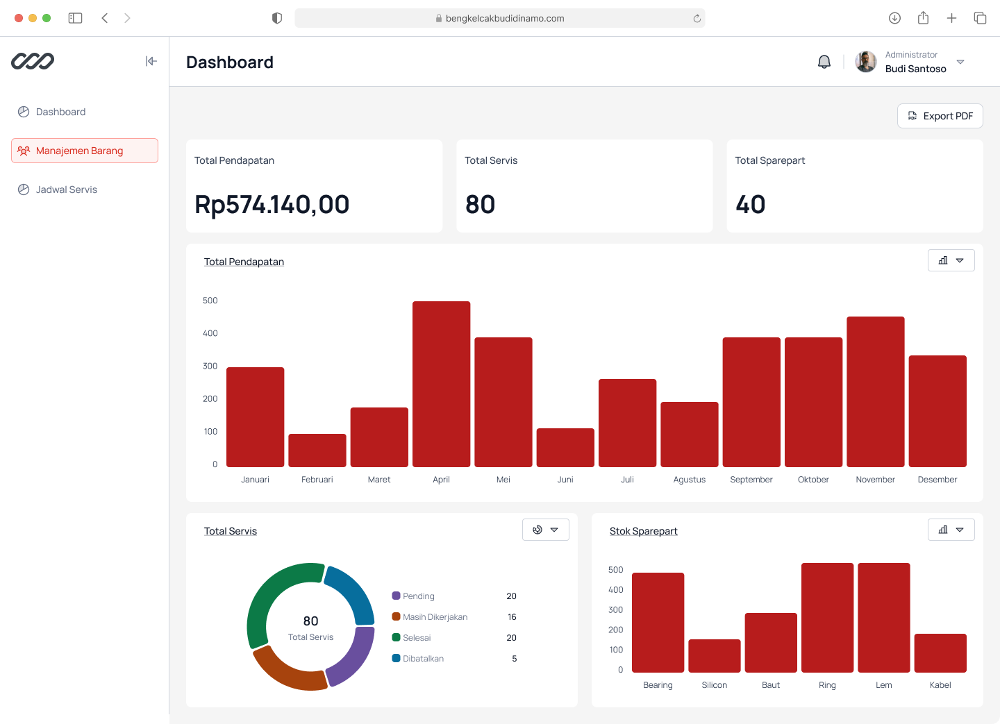 bengkelcakbudidinamo.com
Dashboard
Administrator
Budi Santoso
Dashboard
Manajemen Barang
Jadwal Servis
PDF Export PDF
Total Pendapatan
Rp574.140,00
Total Servis
80
Total Sparepart
40
Total Pendapatan
500
400
300
200
100
0
Januari Februari Maret April Mei Juni Juli Agustus September Oktober November Desember
Total Servis
80
Total Servis
Pending 20
Masih Dikerjakan 16
Selesai 20
Dibatalkan 5
Stok Sparepart
500
400
300
200
100
0
Bearing Silicon Baut Ring Lem Kabel